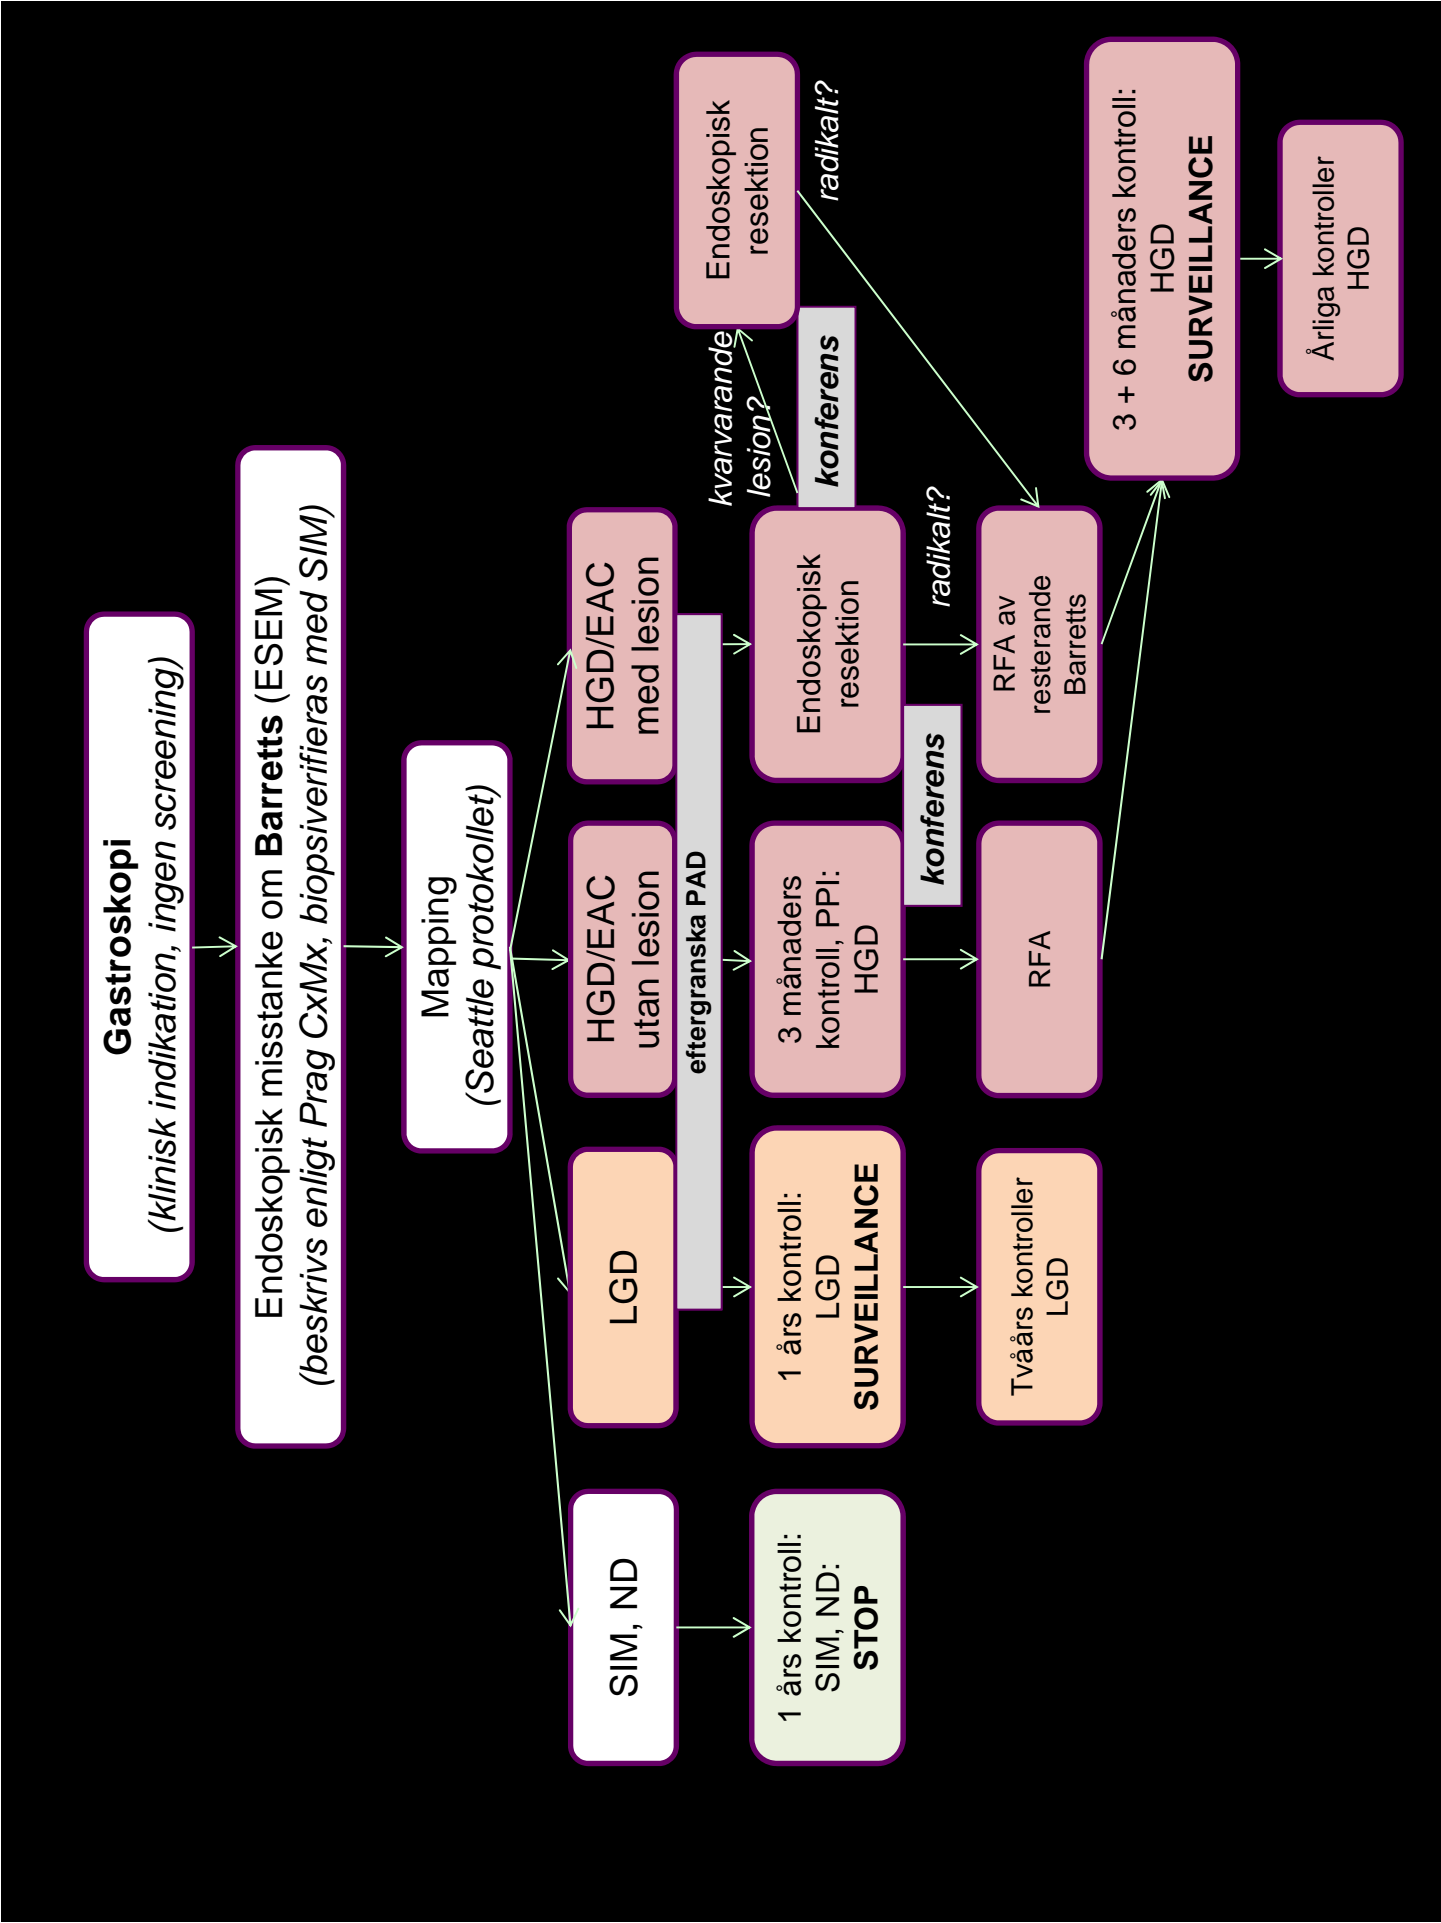 Gastroskopi
(klinisk indikation, ingen screening)
Endoskopisk misstanke om Barretts (ESEM)
(beskrivs enligt Prag CxMx, biopsiverifieras med SIM)
Mapping
(Seattle protokollet)
SIM, ND
LGD
HGD/EAC
utan lesion
HGD/EAC
med lesion
eftergranska PAD
kvarvarande
lesion?
Endoskopisk
resektion
1 års kontroll:
SIM, ND:
STOP
1 års kontroll:
LGD
SURVEILLANCE
3 månaders
kontroll, PPI:
HGD
Endoskopisk
resektion
konferens
radikalt?
konferens
radikalt?
Tvåårs kontroller
LGD
RFA
RFA av
resterande
Barretts
3 + 6 månaders kontroll:
HGD
SURVEILLANCE
Årliga kontroller
HGD